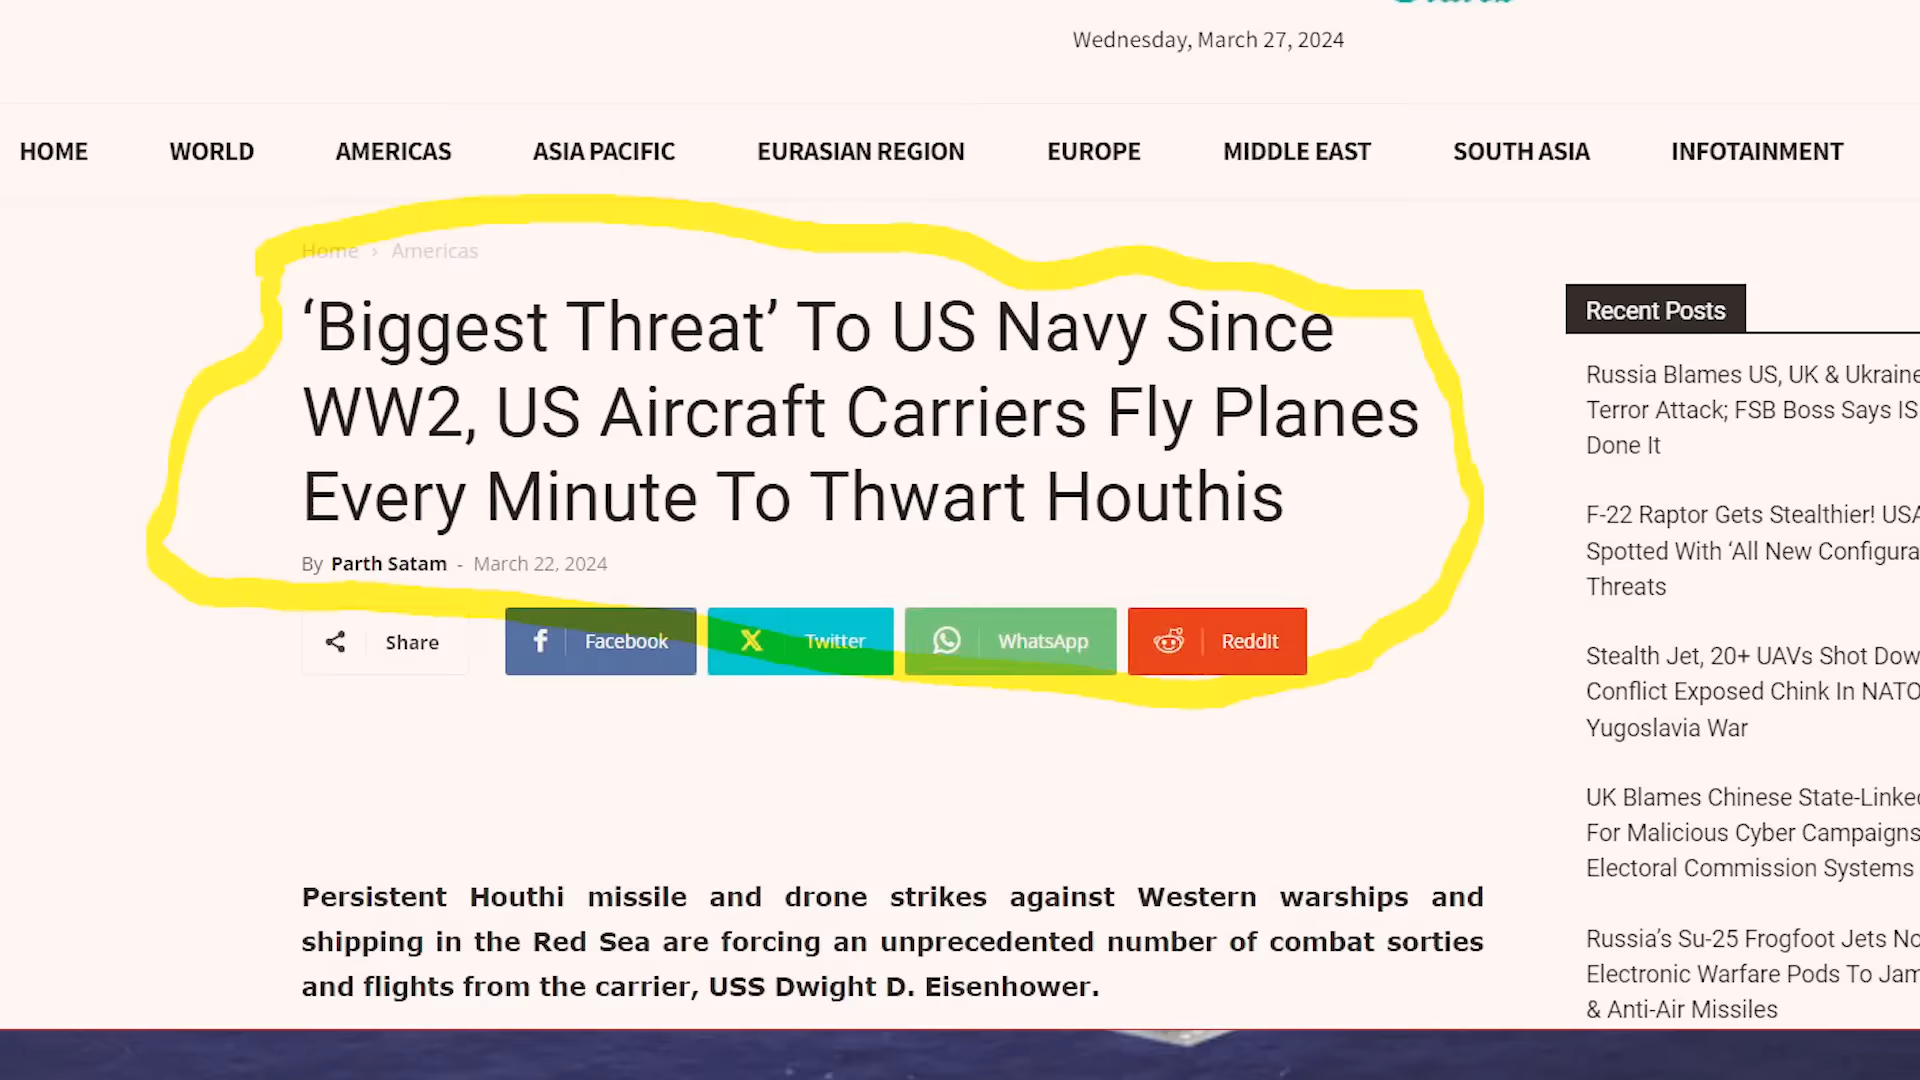 Wednesday, March 27, 2024
HOME WORLD AMERICAS ASIA PACIFIC EURASIAN REGION EUROPE MIDDLE EAST SOUTH ASIA INFOTAINMENT
Home › Americas
‘Biggest Threat’ To US Navy Since
WW2, US Aircraft Carriers Fly Planes
Every Minute To Thwart Houthis
By Parth Satam - March 22, 2024
Share Facebook Twitter WhatsApp ReddIt
Persistent Houthi missile and drone strikes against Western warships and
shipping in the Red Sea are forcing an unprecedented number of combat sorties
and flights from the carrier, USS Dwight D. Eisenhower.
Recent Posts
Russia Blames US, UK & Ukraine
Terror Attack; FSB Boss Says IS
Done It
F-22 Raptor Gets Stealthier! USA
Spotted With ‘All New Configura
Threats
Stealth Jet, 20+ UAVs Shot Dow
Conflict Exposed Chink In NATO
Yugoslavia War
UK Blames Chinese State-Linke
For Malicious Cyber Campaigns
Electoral Commission Systems
Russia’s Su-25 Frogfoot Jets No
Electronic Warfare Pods To Jam
& Anti-Air Missiles